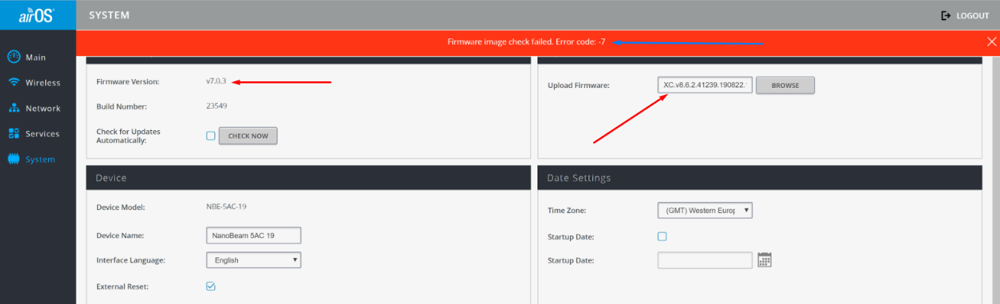 airOS
SYSTEM
LOGOUT
Firmware image check failed. Error code: -7
Main
Wireless
Network
Services
System
Firmware Version:
v7.0.3
Build Number:
23549
Check for Updates
Automatically:
CHECK NOW
Upload Firmware:
XC.v8.6.2.41239.190822.
BROWSE
Device
Device Model:
NBE-5AC-19
Device Name:
NanoBeam 5AC 19
Interface Language:
English
External Reset:
Date Settings
Time Zone:
(GMT) Western Europ
Startup Date:
Startup Date: